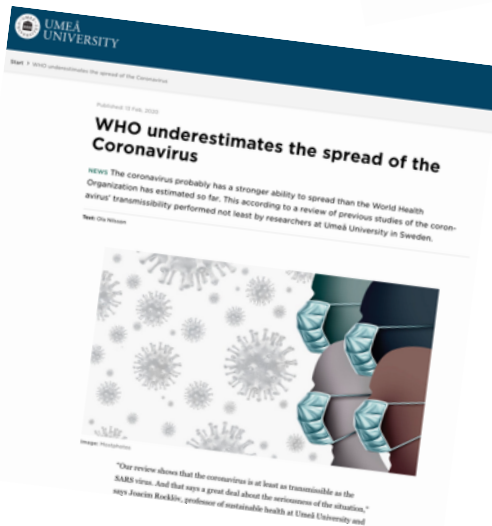 UMEÅ
UNIVERSITY
Start › WHO underestimates the spread of the Coronavirus
Published: 13 Feb, 2020
WHO underestimates the spread of the
Coronavirus
NEWS The coronavirus probably has a stronger ability to spread than the World Health
Organization has estimated so far. This according to a review of previous studies of the coron-
avirus' transmissibility performed not least by researchers at Umeå University in Sweden.
Text: Ola Nilsson
Image: Mostphotos
"Our review shows that the coronavirus is at least as transmissible as the
SARS virus. And that says a great deal about the seriousness of the situation,"
says Joacim Rocklöv, professor of sustainable health at Umeå University and